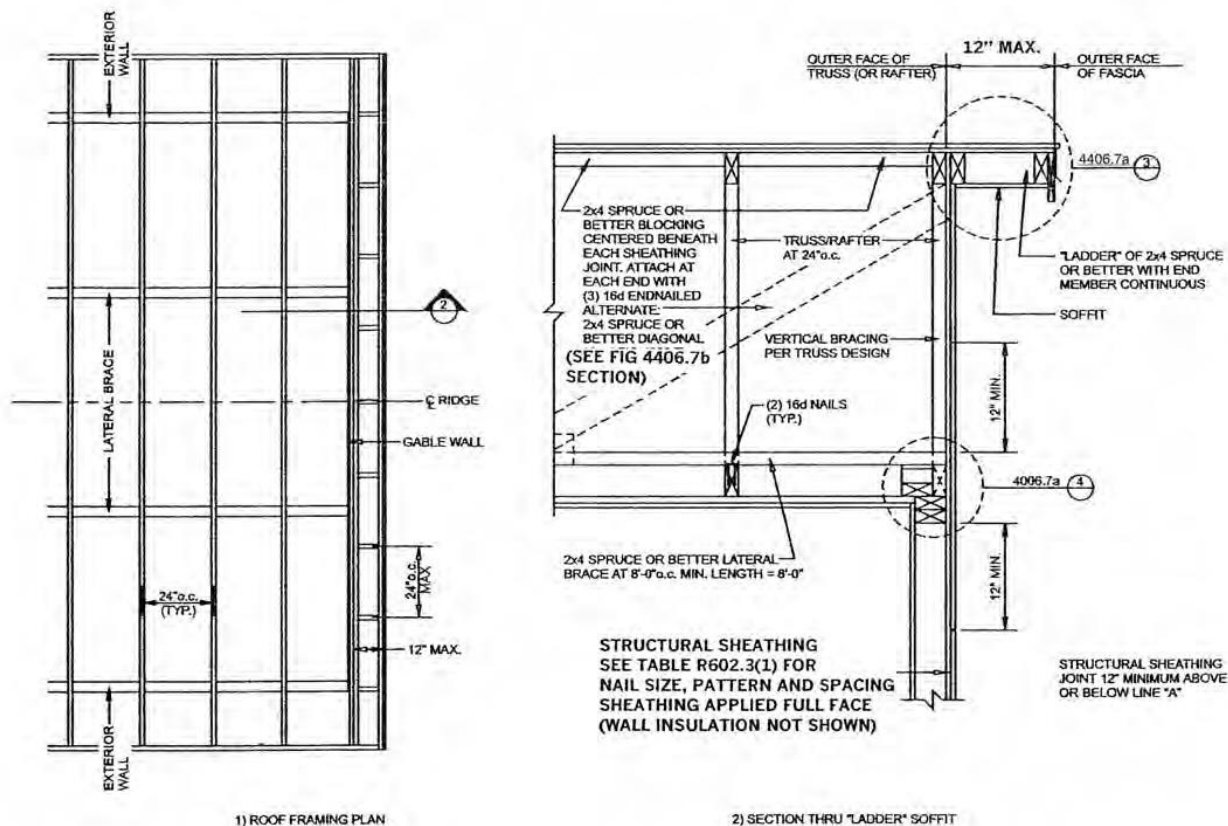 EXTERIOR
WALL
LATERAL BRACE
24"o.c.
(TYP.)
EXTERIOR
WALL
2
℄ RIDGE
GABLE WALL
24"o.c.
MAX
12" MAX.
1) ROOF FRAMING PLAN
OUTER FACE OF
TRUSS (OR RAFTER)
12" MAX.
OUTER FACE
OF FASCIA
4406.7a
3
2x4 SPRUCE OR
BETTER BLOCKING
CENTERED BENEATH
EACH SHEATHING
JOINT. ATTACH AT
EACH END WITH
(3) 16d ENDNAILED
ALTERNATE:
2x4 SPRUCE OR
BETTER DIAGONAL
(SEE FIG 4406.7b
SECTION)
TRUSS/RAFTER
AT 24"o.c.
"LADDER" OF 2x4 SPRUCE
OR BETTER WITH END
MEMBER CONTINUOUS
SOFFIT
VERTICAL BRACING
PER TRUSS DESIGN
12" MIN.
(2) 16d NAILS
(TYP.)
4006.7a
4
2x4 SPRUCE OR BETTER LATERAL
BRACE AT 8'-0"o.c. MIN. LENGTH = 8'-0"
12" MIN.
STRUCTURAL SHEATHING
SEE TABLE R602.3(1) FOR
NAIL SIZE, PATTERN AND SPACING
SHEATHING APPLIED FULL FACE
(WALL INSULATION NOT SHOWN)
STRUCTURAL SHEATHING
JOINT 12" MINIMUM ABOVE
OR BELOW LINE "A"
2) SECTION THRU "LADDER" SOFFIT